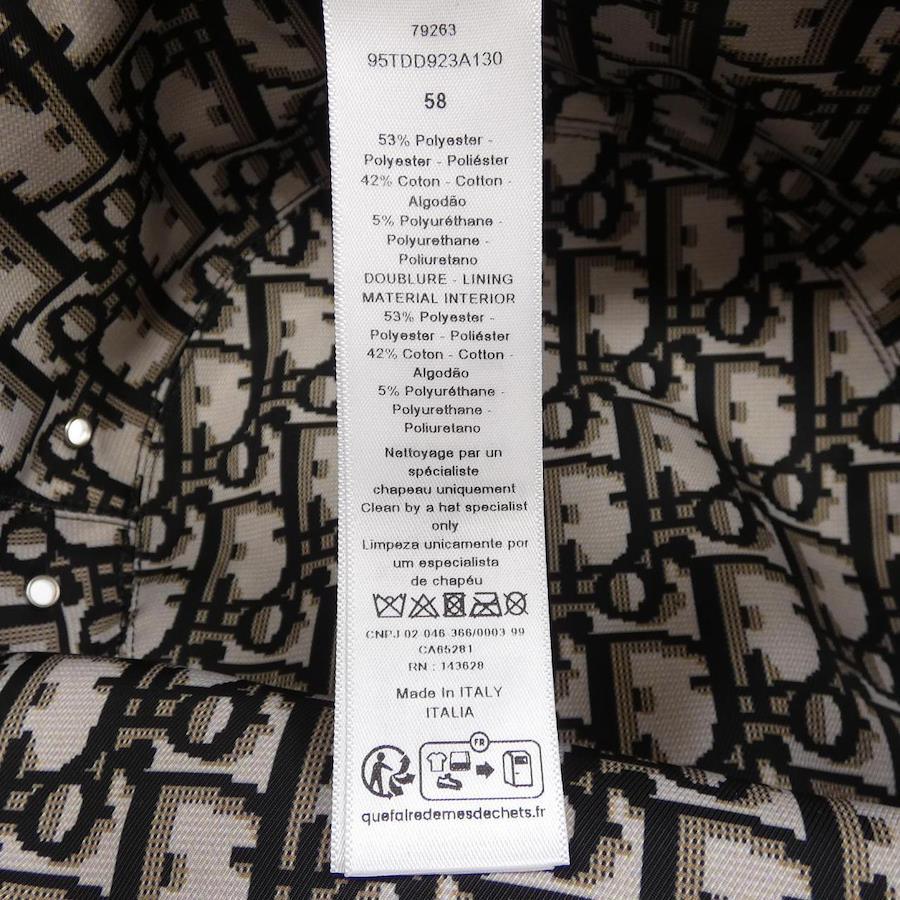 79263
95TDD923A130
58
53% Polyester -
Polyester - Poliéster
42% Coton - Cotton -
Algodão
5% Polyuréthane -
Polyurethane -
Poliuretano
DOUBLURE - LINING
MATERIAL INTERIOR
53% Polyester -
Polyester - Poliéster
42% Coton - Cotton -
Algodão
5% Polyuréthane -
Polyurethane -
Poliuretano
Nettoyage par un
spécialiste
chapeau uniquement
Clean by a hat specialist
only
Limpeza unicamente por
um especialista
de chapéu
CNPJ 02 046 366/0003 99
CA65281
RN : 143628
Made In ITALY
ITALIA
FR
quefairedemesdechets.fr